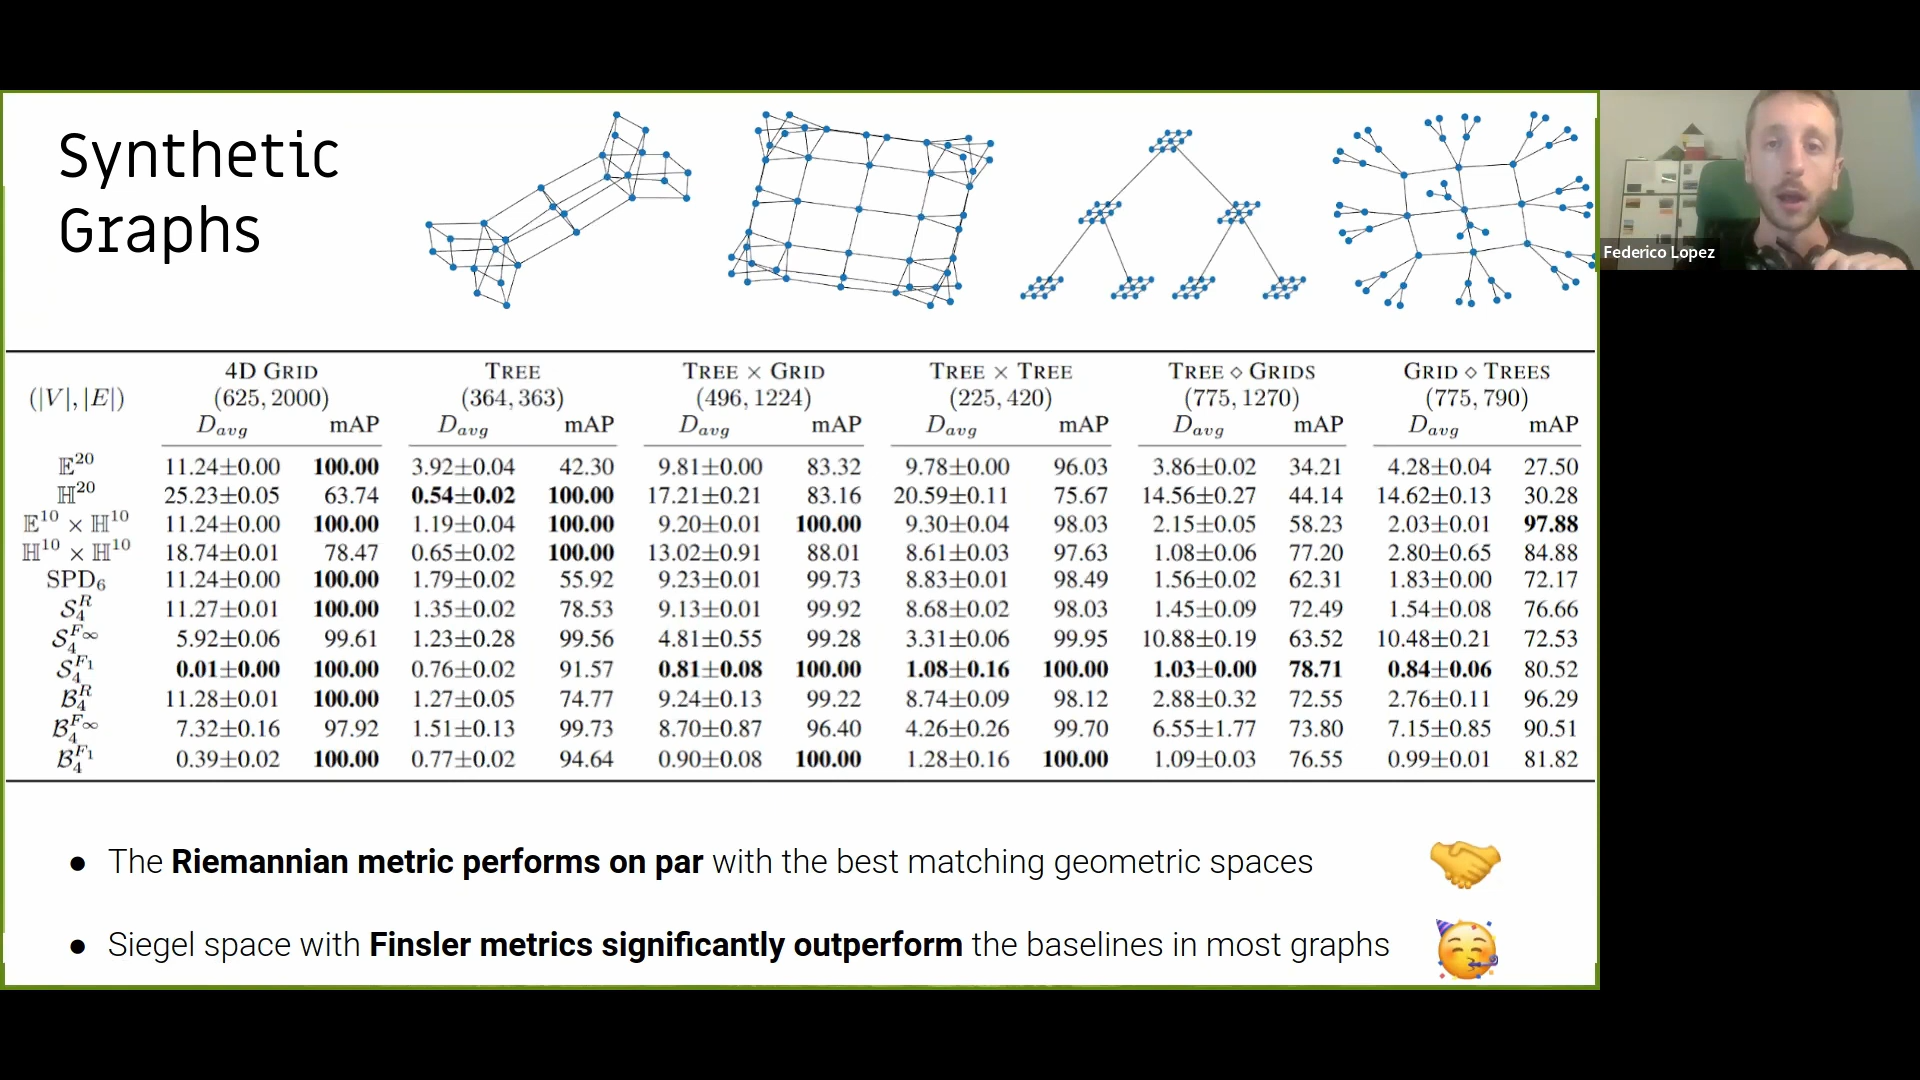 Synthetic
Graphs
Federico Lopez
4D GRID TREE TREE × GRID TREE × TREE TREE ⋄ GRIDS GRID ⋄ TREES
(|V|, |E|) (625, 2000) (364, 363) (496, 1224) (225, 420) (775, 1270) (775, 790)
D_avg mAP D_avg mAP D_avg mAP D_avg mAP D_avg mAP D_avg mAP
𝔼^20 11.24±0.00 100.00 3.92±0.04 42.30 9.81±0.00 83.32 9.78±0.00 96.03 3.86±0.02 34.21 4.28±0.04 27.50
ℍ^20 25.23±0.05 63.74 0.54±0.02 100.00 17.21±0.21 83.16 20.59±0.11 75.67 14.56±0.27 44.14 14.62±0.13 30.28
𝔼^10 × ℍ^10 11.24±0.00 100.00 1.19±0.04 100.00 9.20±0.01 100.00 9.30±0.04 98.03 2.15±0.05 58.23 2.03±0.01 97.88
ℍ^10 × ℍ^10 18.74±0.01 78.47 0.65±0.02 100.00 13.02±0.91 88.01 8.61±0.03 97.63 1.08±0.06 77.20 2.80±0.65 84.88
SPD_6 11.24±0.00 100.00 1.79±0.02 55.92 9.23±0.01 99.73 8.83±0.01 98.49 1.56±0.02 62.31 1.83±0.00 72.17
𝒮_4^R 11.27±0.01 100.00 1.35±0.02 78.53 9.13±0.01 99.92 8.68±0.02 98.03 1.45±0.09 72.49 1.54±0.08 76.66
𝒮_4^F∞ 5.92±0.06 99.61 1.23±0.28 99.56 4.81±0.55 99.28 3.31±0.06 99.95 10.88±0.19 63.52 10.48±0.21 72.53
𝒮_4^F1 0.01±0.00 100.00 0.76±0.02 91.57 0.81±0.08 100.00 1.08±0.16 100.00 1.03±0.00 78.71 0.84±0.06 80.52
ℬ_4^R 11.28±0.01 100.00 1.27±0.05 74.77 9.24±0.13 99.22 8.74±0.09 98.12 2.88±0.32 72.55 2.76±0.11 96.29
ℬ_4^F∞ 7.32±0.16 97.92 1.51±0.13 99.73 8.70±0.87 96.40 4.26±0.26 99.70 6.55±1.77 73.80 7.15±0.85 90.51
ℬ_4^F1 0.39±0.02 100.00 0.77±0.02 94.64 0.90±0.08 100.00 1.28±0.16 100.00 1.09±0.03 76.55 0.99±0.01 81.82
● The Riemannian metric performs on par with the best matching geometric spaces
● Siegel space with Finsler metrics significantly outperform the baselines in most graphs